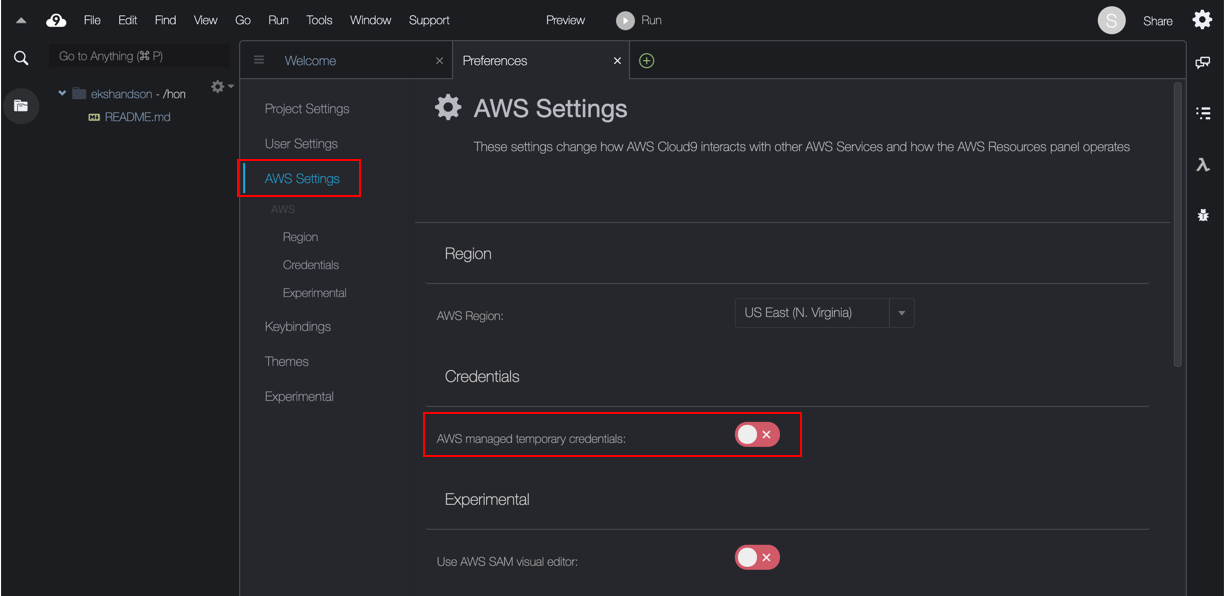 9 File Edit Find View Go Run Tools Window Support Preview Run S Share
Go to Anything (⌘ P)
ekshandson - /hon
README.md
Welcome
Preferences
Project Settings
User Settings
AWS Settings
AWS
Region
Credentials
Experimental
Keybindings
Themes
Experimental
AWS Settings
These settings change how AWS Cloud9 interacts with other AWS Services and how the AWS Resources panel operates
Region
AWS Region: US East (N. Virginia)
Credentials
AWS managed temporary credentials:
Experimental
Use AWS SAM visual editor: